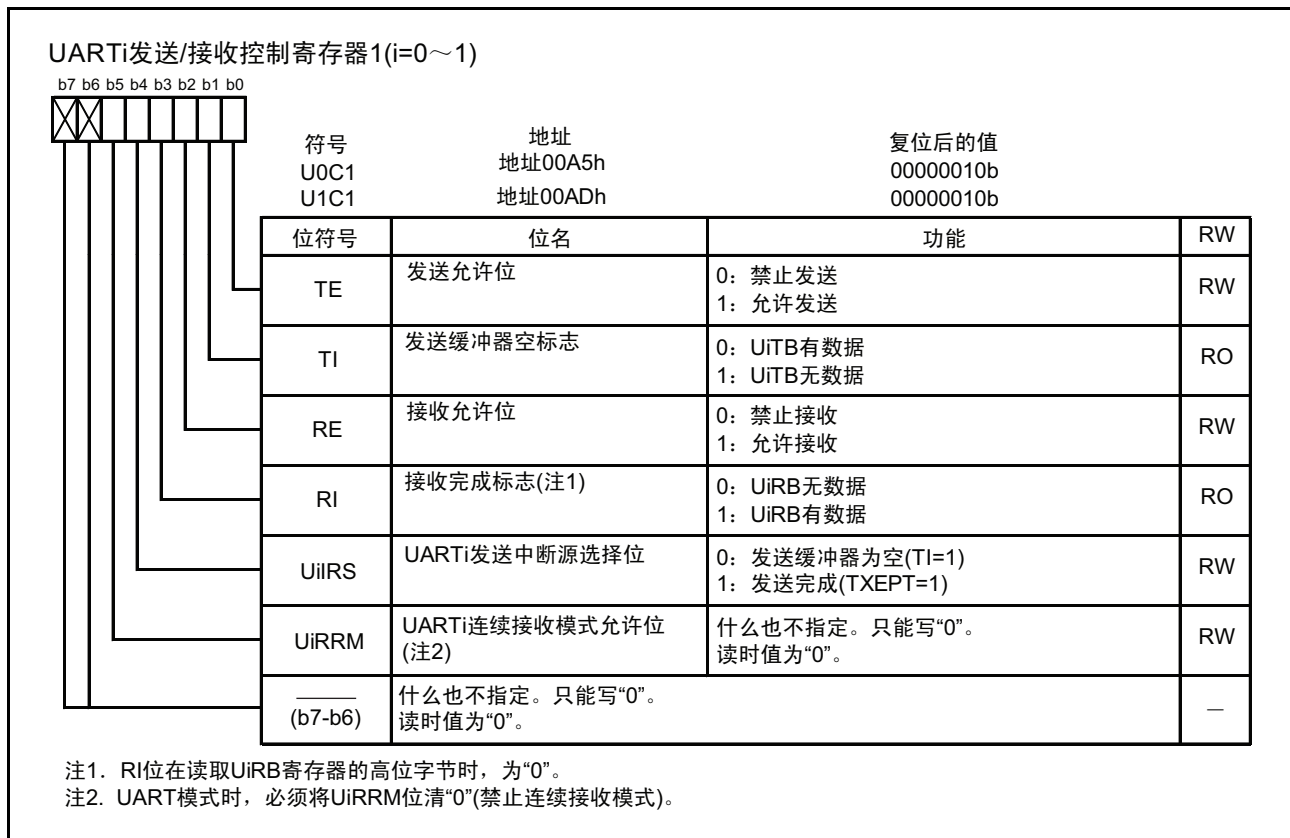 UARTi发送/接收控制寄存器1(i=0～1)
b7 b6 b5 b4 b3 b2 b1 b0
符号 地址 复位后的值
U0C1 地址00A5h 00000010b
U1C1 地址00ADh 00000010b
位符号 位名 功能 RW
TE 发送允许位 0：禁止发送 RW
1：允许发送
TI 发送缓冲器空标志 0：UiTB有数据 RO
1：UiTB无数据
RE 接收允许位 0：禁止接收 RW
1：允许接收
RI 接收完成标志(注1) 0：UiRB无数据 RO
1：UiRB有数据
UiIRS UARTi发送中断源选择位 0：发送缓冲器为空(TI=1) RW
1：发送完成(TXEPT=1)
UiRRM UARTi连续接收模式允许位 什么也不指定。只能写“0”。 RW
(注2) 读时值为“0”。
—— 什么也不指定。只能写“0”。 —
(b7-b6) 读时值为“0”。
注1. RI位在读取UiRB寄存器的高位字节时，为“0”。
注2. UART模式时，必须将UiRRM位清“0”(禁止连续接收模式)。